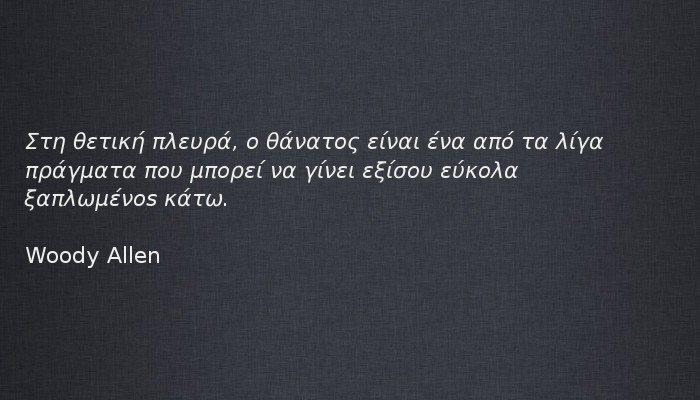 Στη θετική πλευρά, ο θάνατος είναι ένα από τα λίγα
πράγματα που μπορεί να γίνει εξίσου εύκολα
ξαπλωμένοs κάτω.
Woody Allen